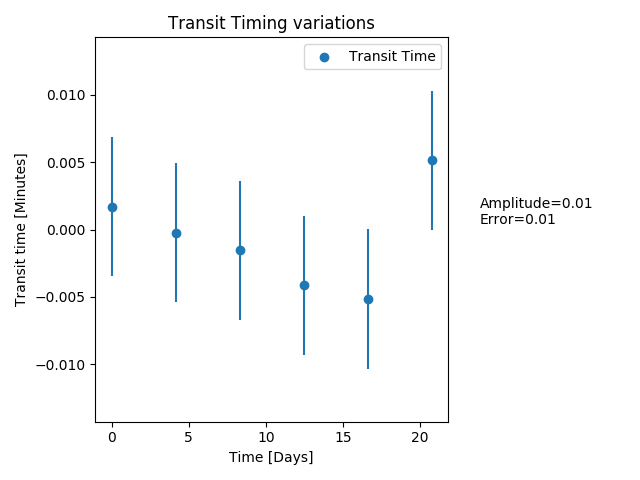 Transit Timing variations
Transit Time
0.010
0.005
0.000
−0.005
−0.010
Transit time [Minutes]
Amplitude=0.01
Error=0.01
0
5
10
15
20
Time [Days]